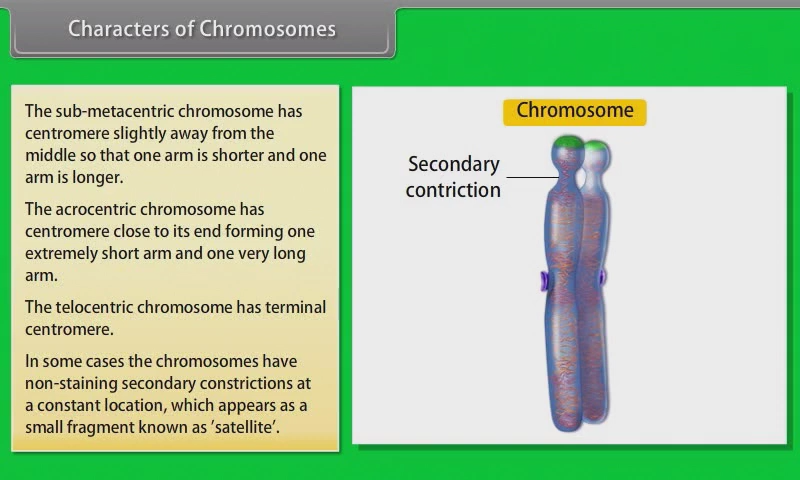 Characters of Chromosomes
The sub-metacentric chromosome has
centromere slightly away from the
middle so that one arm is shorter and one
arm is longer.
The acrocentric chromosome has
centromere close to its end forming one
extremely short arm and one very long
arm.
The telocentric chromosome has terminal
centromere.
In some cases the chromosomes have
non-staining secondary constrictions at
a constant location, which appears as a
small fragment known as ‘satellite’.
Chromosome
Secondary
contriction